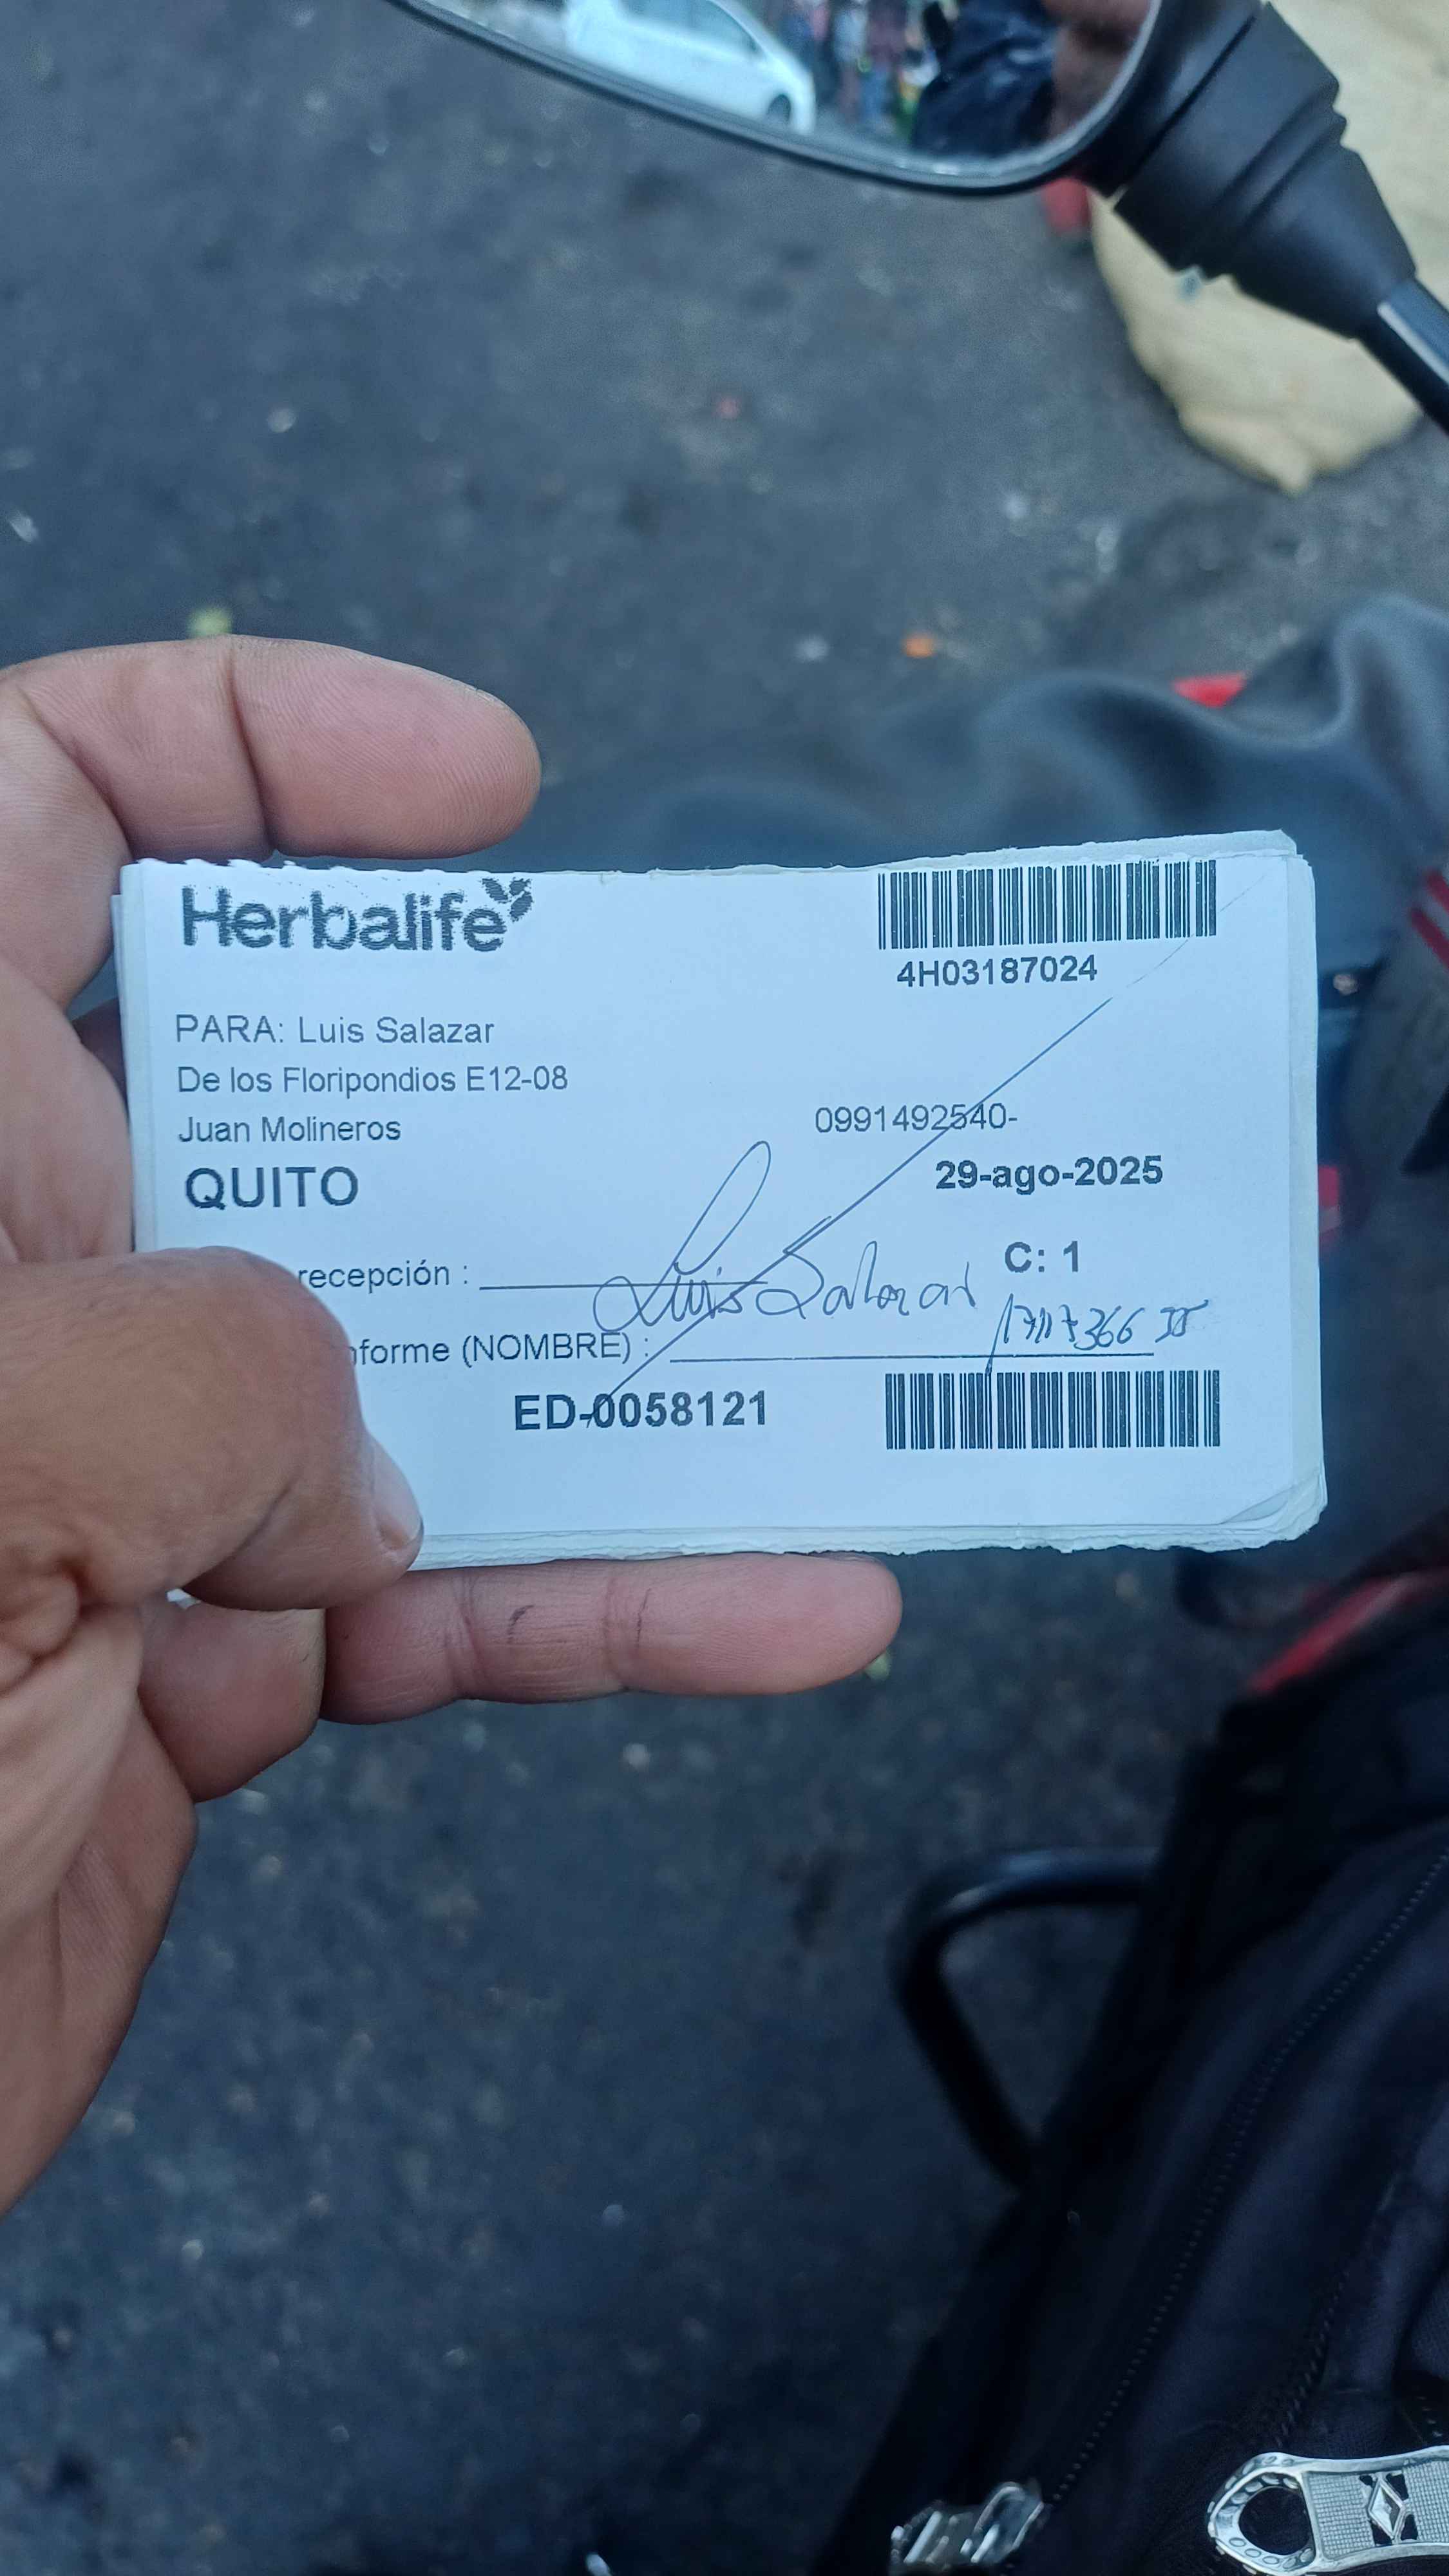 Herbalife
4H03187024
PARA: Luis Salazar
De los Floripondios E12-08
Juan Molineros
0991492540-
QUITO
29-ago-2025
C: 1
recepción :
Luis Salazar
nforme (NOMBRE) :
ED-0058121